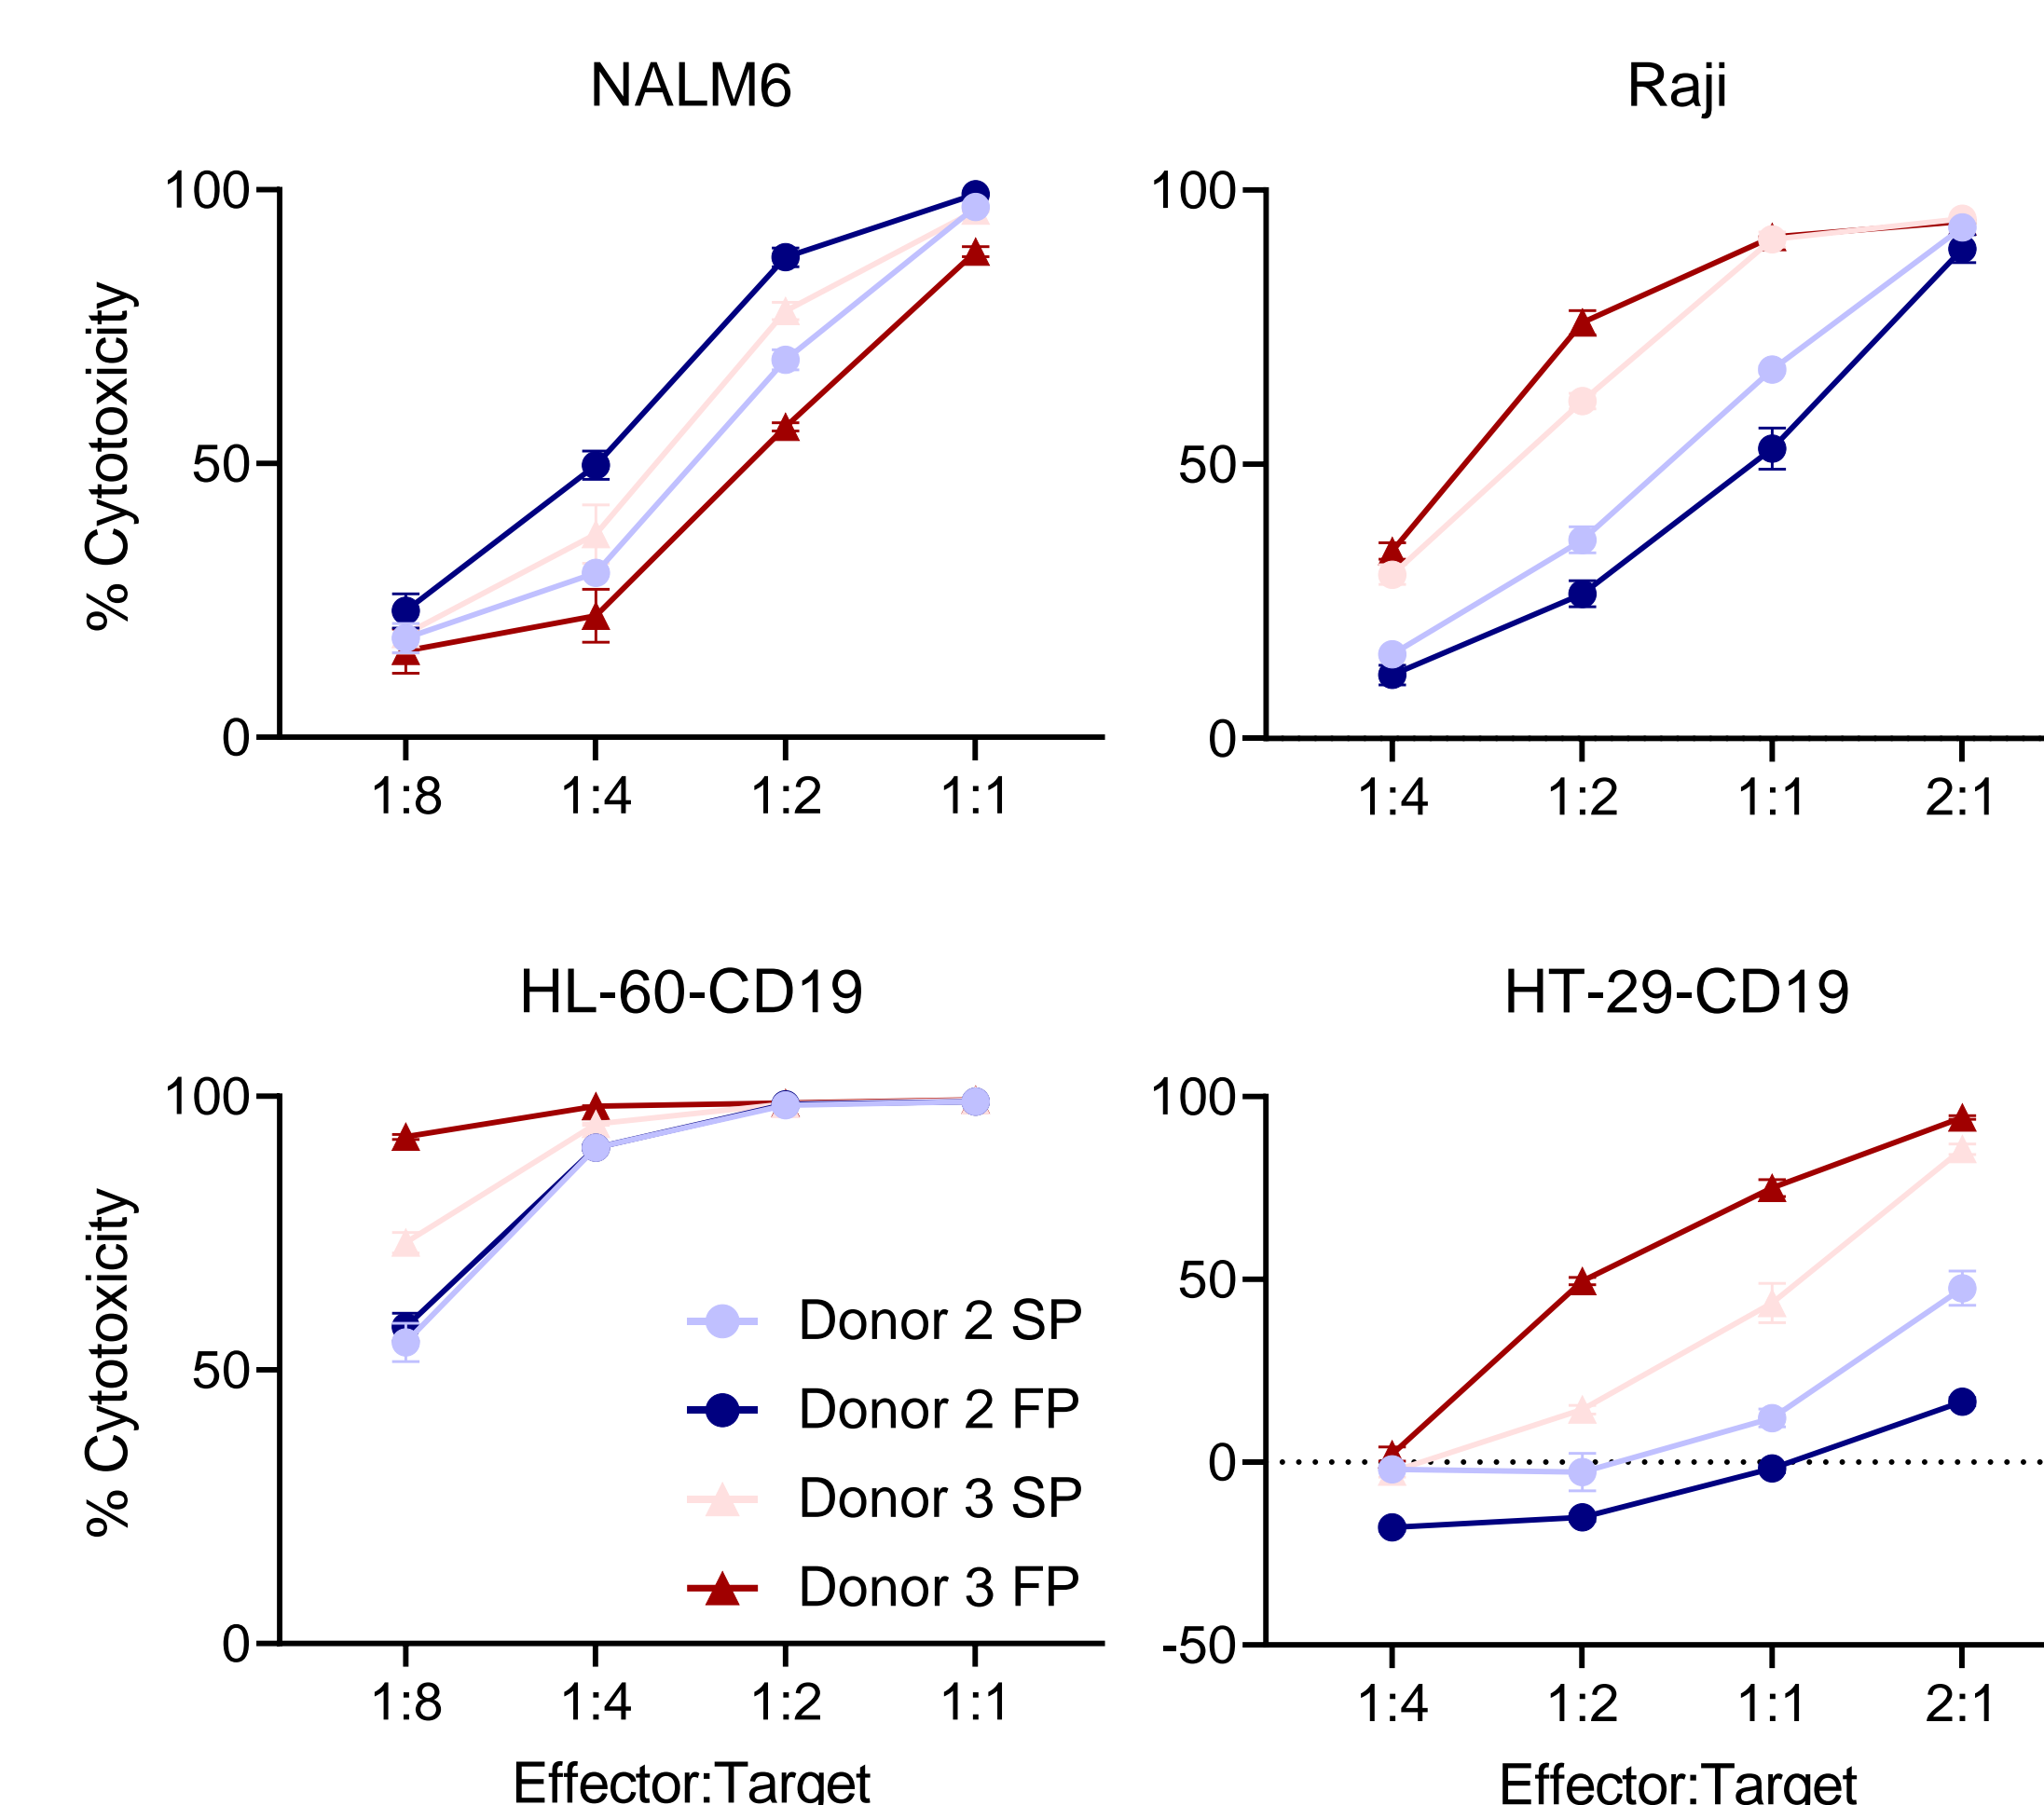 NALM6
% Cytotoxicity
100
50
0
1:8 1:4 1:2 1:1
Raji
100
50
0
1:4 1:2 1:1 2:1
HL-60-CD19
% Cytotoxicity
100
50
0
Donor 2 SP
Donor 2 FP
Donor 3 SP
Donor 3 FP
1:8 1:4 1:2 1:1
Effector:Target
HT-29-CD19
100
50
0
-50
1:4 1:2 1:1 2:1
Effector:Target